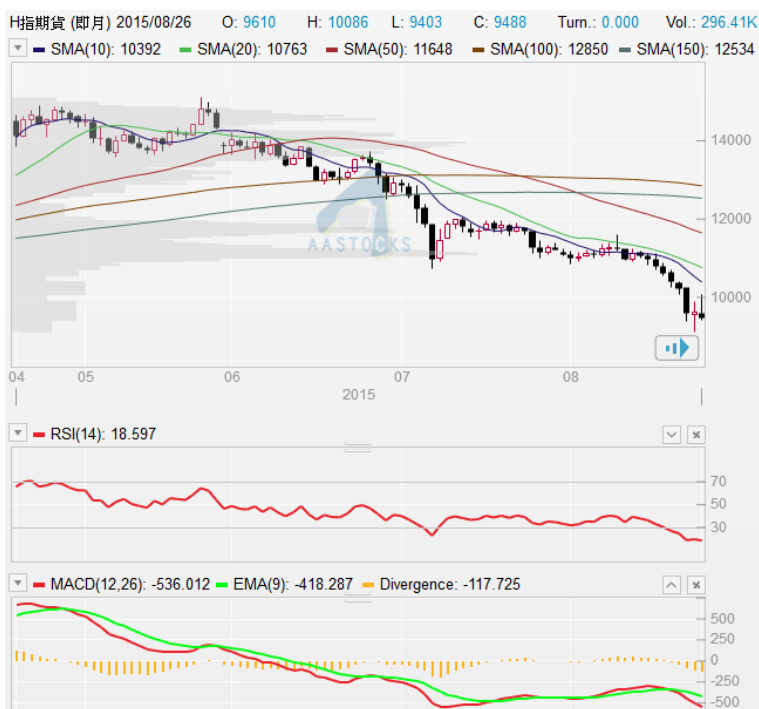 H指期貨 (即月) 2015/08/26 O: 9610 H: 10086 L: 9403 C: 9488 Turn.: 0.000 Vol.: 296.41K
SMA(10): 10392 SMA(20): 10763 SMA(50): 11648 SMA(100): 12850 SMA(150): 12534
14000
12000
AASTOCKS
10000
04 05 06 07 08
2015
RSI(14): 18.597
70
50
30
MACD(12,26): -536.012 EMA(9): -418.287 Divergence: -117.725
500
250
0
-250
-500